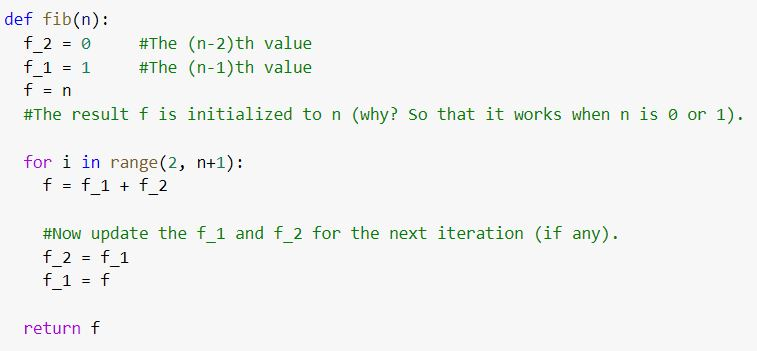 def fib(n):
  f_2 = 0     #The (n-2)th value
  f_1 = 1     #The (n-1)th value
  f = n
  #The result f is initialized to n (why? So that it works when n is 0 or 1).
  for i in range(2, n+1):
    f = f_1 + f_2
    #Now update the f_1 and f_2 for the next iteration (if any).
    f_2 = f_1
    f_1 = f
  return f